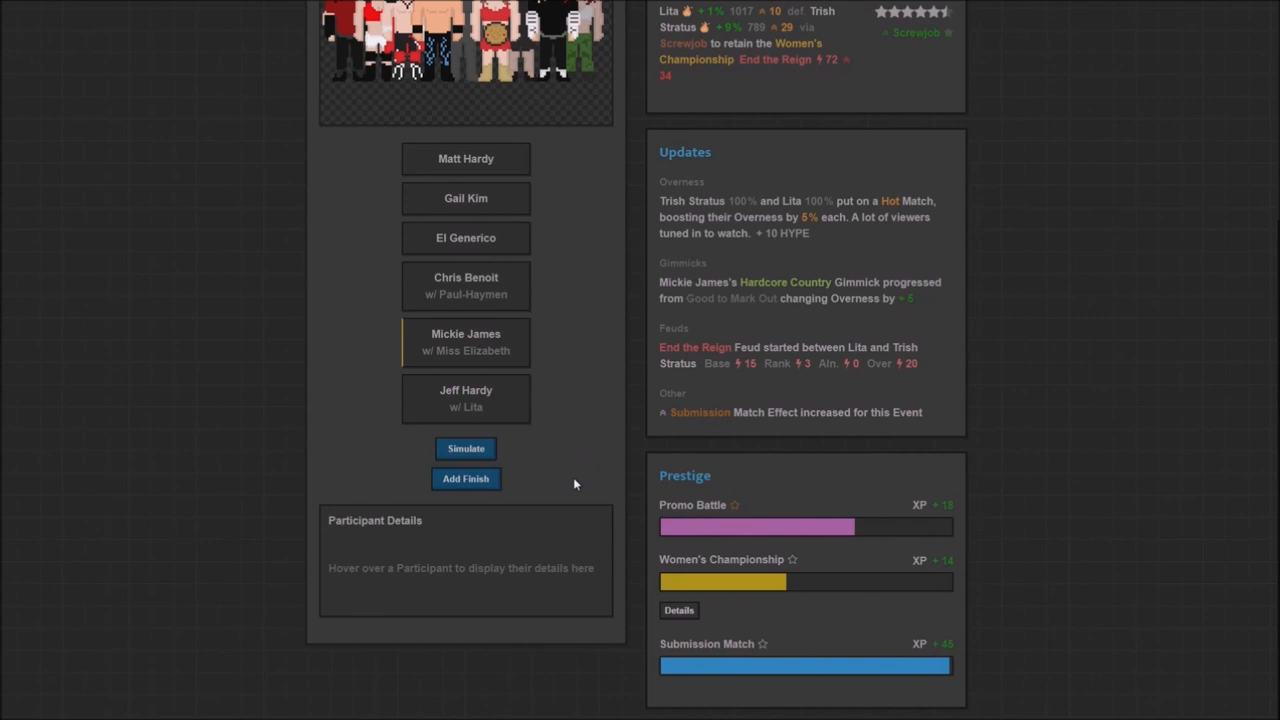 Matt Hardy
Gail Kim
El Generico
Chris Benoit
w/ Paul-Haymen
Mickie James
w/ Miss Elizabeth
Jeff Hardy
w/ Lita
Simulate
Add Finish
Participant Details
Hover over a Participant to display their details here
Lita + 1% 1017 10 def. Trish
Stratus + 9% 789 29 via
Screwjob to retain the Women's
Championship End the Reign 72
34
Screwjob
Updates
Overness
Trish Stratus 100% and Lita 100% put on a Hot Match,
boosting their Overness by 5% each. A lot of viewers
tuned in to watch. + 10 HYPE
Gimmicks
Mickie James's Hardcore Country Gimmick progressed
from Good to Mark Out changing Overness by + 5
Feuds
End the Reign Feud started between Lita and Trish
Stratus Base 15 Rank 3 Aln. 0 Over 20
Other
Submission Match Effect increased for this Event
Prestige
Promo Battle XP + 18
Women's Championship XP + 14
Details
Submission Match XP + 45